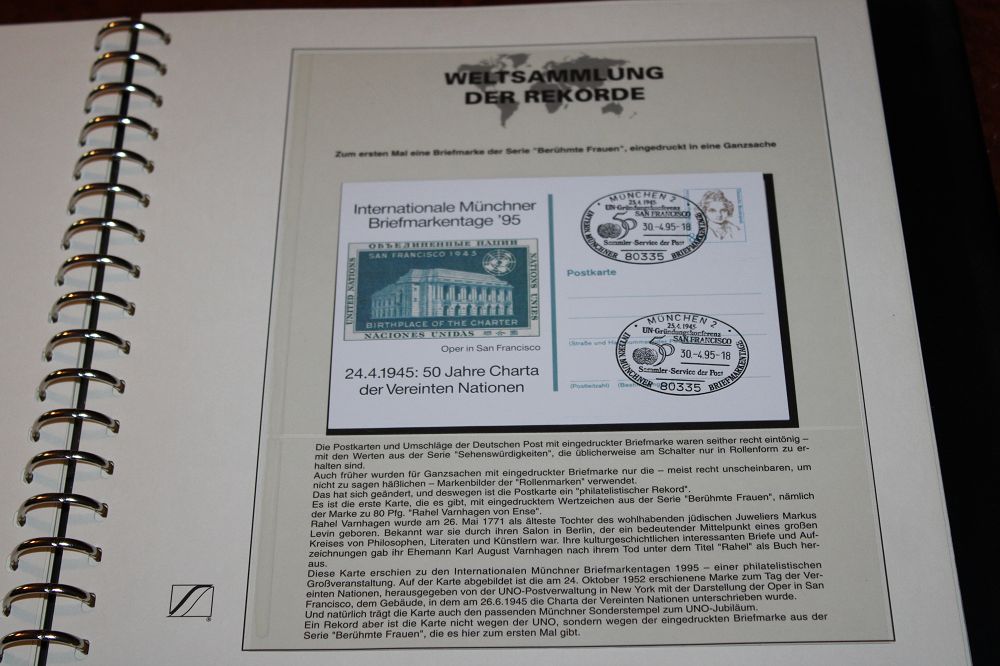 WELTSAMMLUNG
DER REKORDE
Zum ersten Mal eine Briefmarke der Serie "Berühmte Frauen", eingedruckt in eine Ganzsache
Internationale Münchner
Briefmarkentage '95
ОБЪЕДИНЕННЫЕ НАЦИИ
SAN FRANCISCO 1945
UNITED NATIONS
NATIONS UNIES
BIRTHPLACE OF THE CHARTER
NACIONES UNIDAS
Oper in San Francisco
24.4.1945: 50 Jahre Charta
der Vereinten Nationen
MÜNCHEN 2
25.4.1945
UN-Gründungskonferenz
50 SAN FRANCISCO
30.-4.95-18
Sammler-Service der Post
80335
INTERN. MÜNCHNER BRIEFMARKENTAGE
Postkarte
MÜNCHEN 2
25.4.1945
UN-Gründungskonferenz
50 SAN FRANCISCO
30.-4.95-18
Sammler-Service der Post
80335
INTERN. MÜNCHNER BRIEFMARKENTAGE
(Straße und
(Postleitzahl)
Die Postkarten und Umschläge der Deutschen Post mit eingedruckter Briefmarke waren seither recht eintönig –
mit den Werten aus der Serie "Sehenswürdigkeiten", die üblicherweise am Schalter nur in Rollenform zu er-
halten sind.
Auch früher wurden für Ganzsachen mit eingedruckter Briefmarke nur die – meist recht unscheinbaren, um
nicht zu sagen häßlichen – Markenbilder der "Rollenmarken" verwendet.
Das hat sich geändert, und deswegen ist die Postkarte ein "philatelistischer Rekord".
Es ist die erste Karte, die es gibt, mit eingedrucktem Wertzeichen aus der Serie "Berühmte Frauen", nämlich
der Marke zu 80 Pfg. "Rahel Varnhagen von Ense".
Rahel Varnhagen wurde am 26. Mai 1771 als älteste Tochter des wohlhabenden jüdischen Juweliers Markus
Levin geboren. Bekannt war sie durch ihren Salon in Berlin, der ein bedeutender Mittelpunkt eines großen
Kreises von Philosophen, Literaten und Künstlern war. Ihre kulturgeschichtlichen interessanten Briefe und Auf-
zeichnungen gab ihr Ehemann Karl August Varnhagen nach ihrem Tod unter dem Titel "Rahel" als Buch her-
aus.
Diese Karte erschien zu den Internationalen Münchner Briefmarkentagen 1995 – einer philatelistischen
Großveranstaltung. Auf der Karte abgebildet ist die am 24. Oktober 1952 erschienene Marke zum Tag der Ver-
einten Nationen, herausgegeben von der UNO-Postverwaltung in New York mit der Darstellung der Oper in San
Francisco, dem Gebäude, in dem am 26.6.1945 die Charta der Vereinten Nationen unterschrieben wurde.
Und natürlich trägt die Karte auch den passenden Münchner Sonderstempel zum UNO-Jubiläum.
Ein Rekord aber ist die Karte nicht wegen der UNO, sondern wegen der eingedruckten Briefmarke aus der
Serie "Berühmte Frauen", die es hier zum ersten Mal gibt.